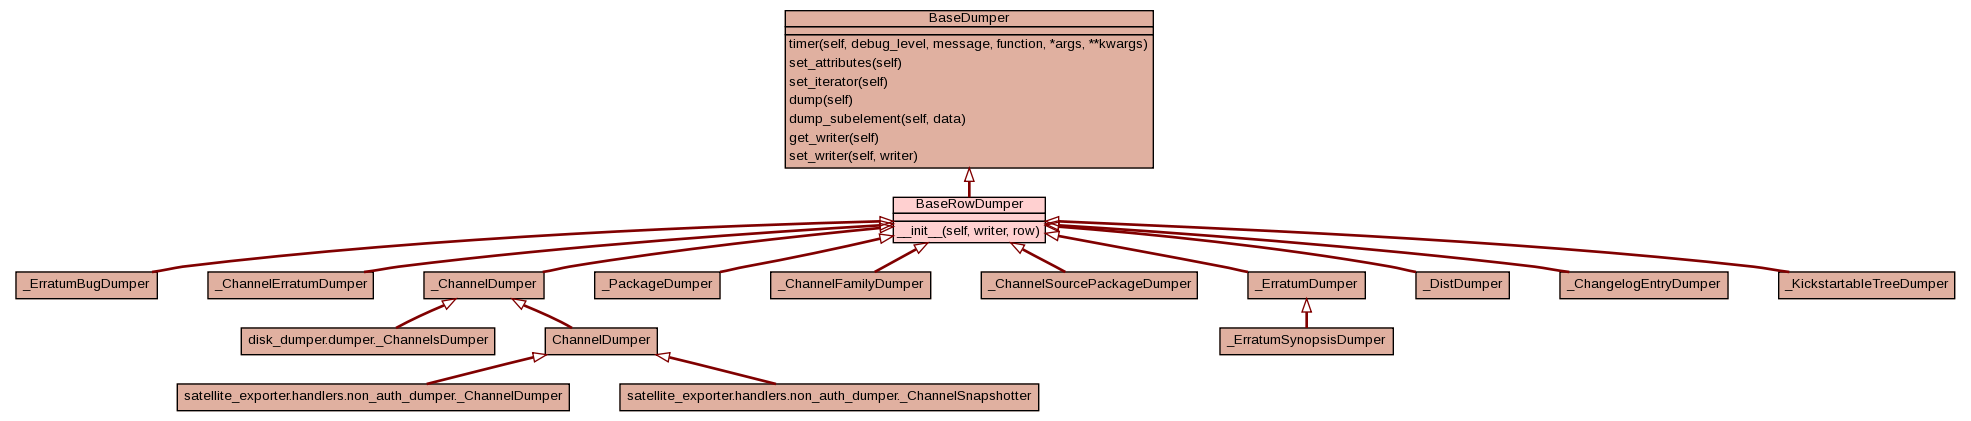 BaseDumper
timer(self, debug_level, message, function, *args, **kwargs)
set_attributes(self)
set_iterator(self)
dump(self)
dump_subelement(self, data)
get_writer(self)
set_writer(self, writer)
BaseRowDumper
__init__(self, writer, row)
_ErratumBugDumper
_ChannelErratumDumper
_ChannelDumper
_PackageDumper
_ChannelFamilyDumper
_ChannelSourcePackageDumper
_ErratumDumper
_DistDumper
_ChangelogEntryDumper
_KickstartableTreeDumper
disk_dumper.dumper._ChannelsDumper
ChannelDumper
_ErratumSynopsisDumper
satellite_exporter.handlers.non_auth_dumper._ChannelDumper
satellite_exporter.handlers.non_auth_dumper._ChannelSnapshotter